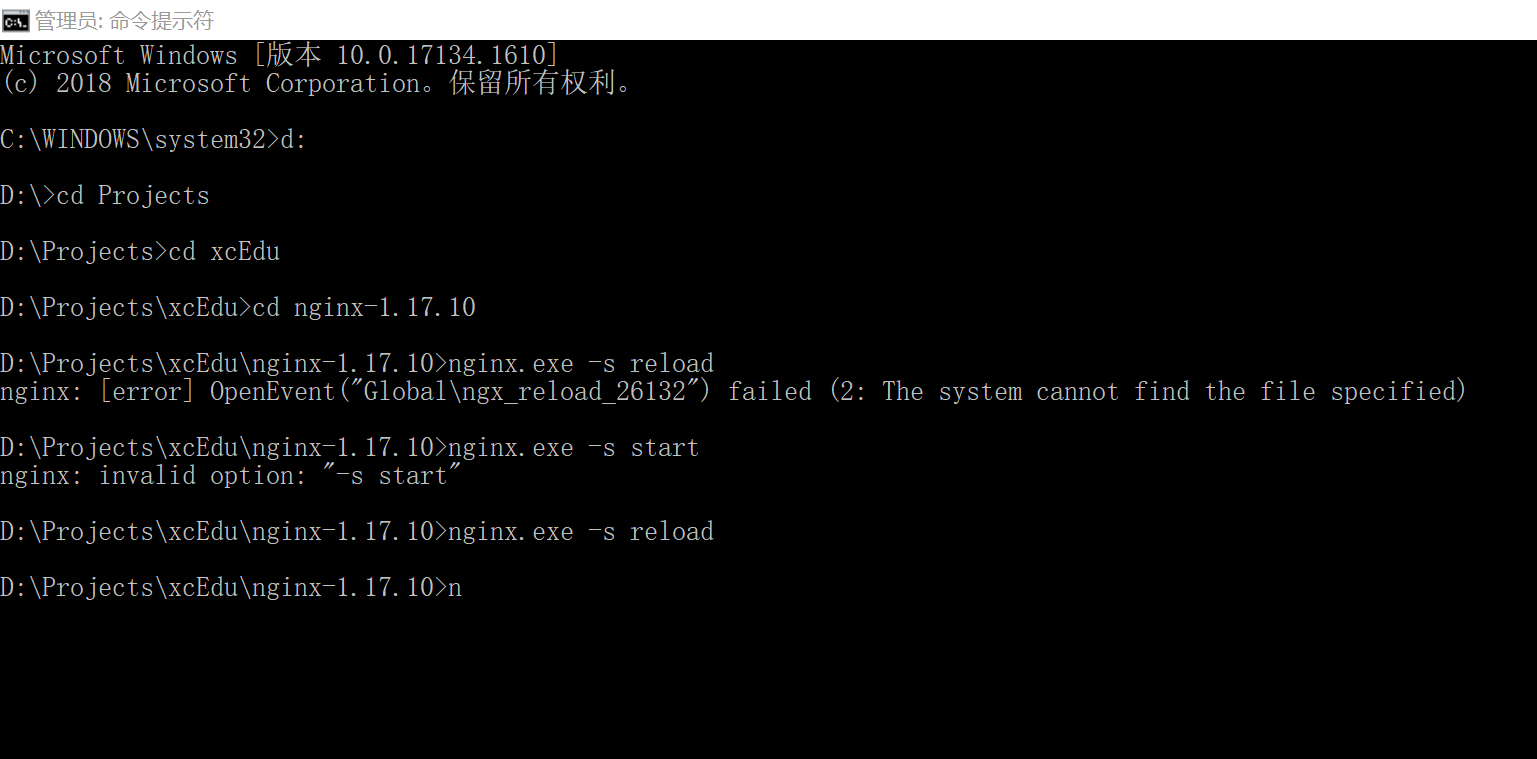 管理员: 命令提示符
Microsoft Windows [版本 10.0.17134.1610]
(c) 2018 Microsoft Corporation。保留所有权利。
C:\WINDOWS\system32>d:
D:\>cd Projects
D:\Projects>cd xcEdu
D:\Projects\xcEdu>cd nginx-1.17.10
D:\Projects\xcEdu\nginx-1.17.10>nginx.exe -s reload
nginx: [error] OpenEvent("Global\ngx_reload_26132") failed (2: The system cannot find the file specified)
D:\Projects\xcEdu\nginx-1.17.10>nginx.exe -s start
nginx: invalid option: "-s start"
D:\Projects\xcEdu\nginx-1.17.10>nginx.exe -s reload
D:\Projects\xcEdu\nginx-1.17.10>n